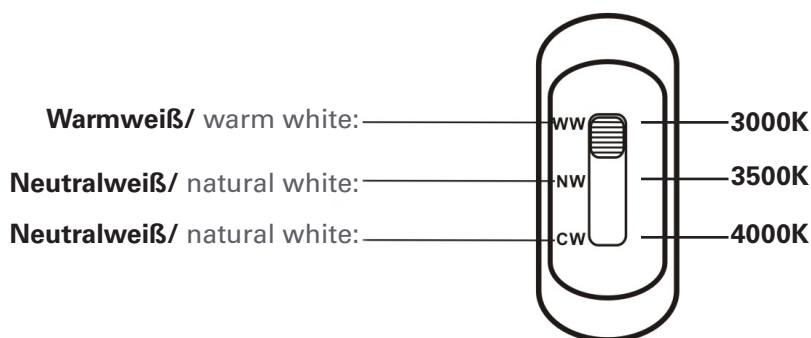 Warmweiß/ warm white: WW 3000K
Neutralweiß/ natural white: NW 3500K
Neutralweiß/ natural white: CW 4000K